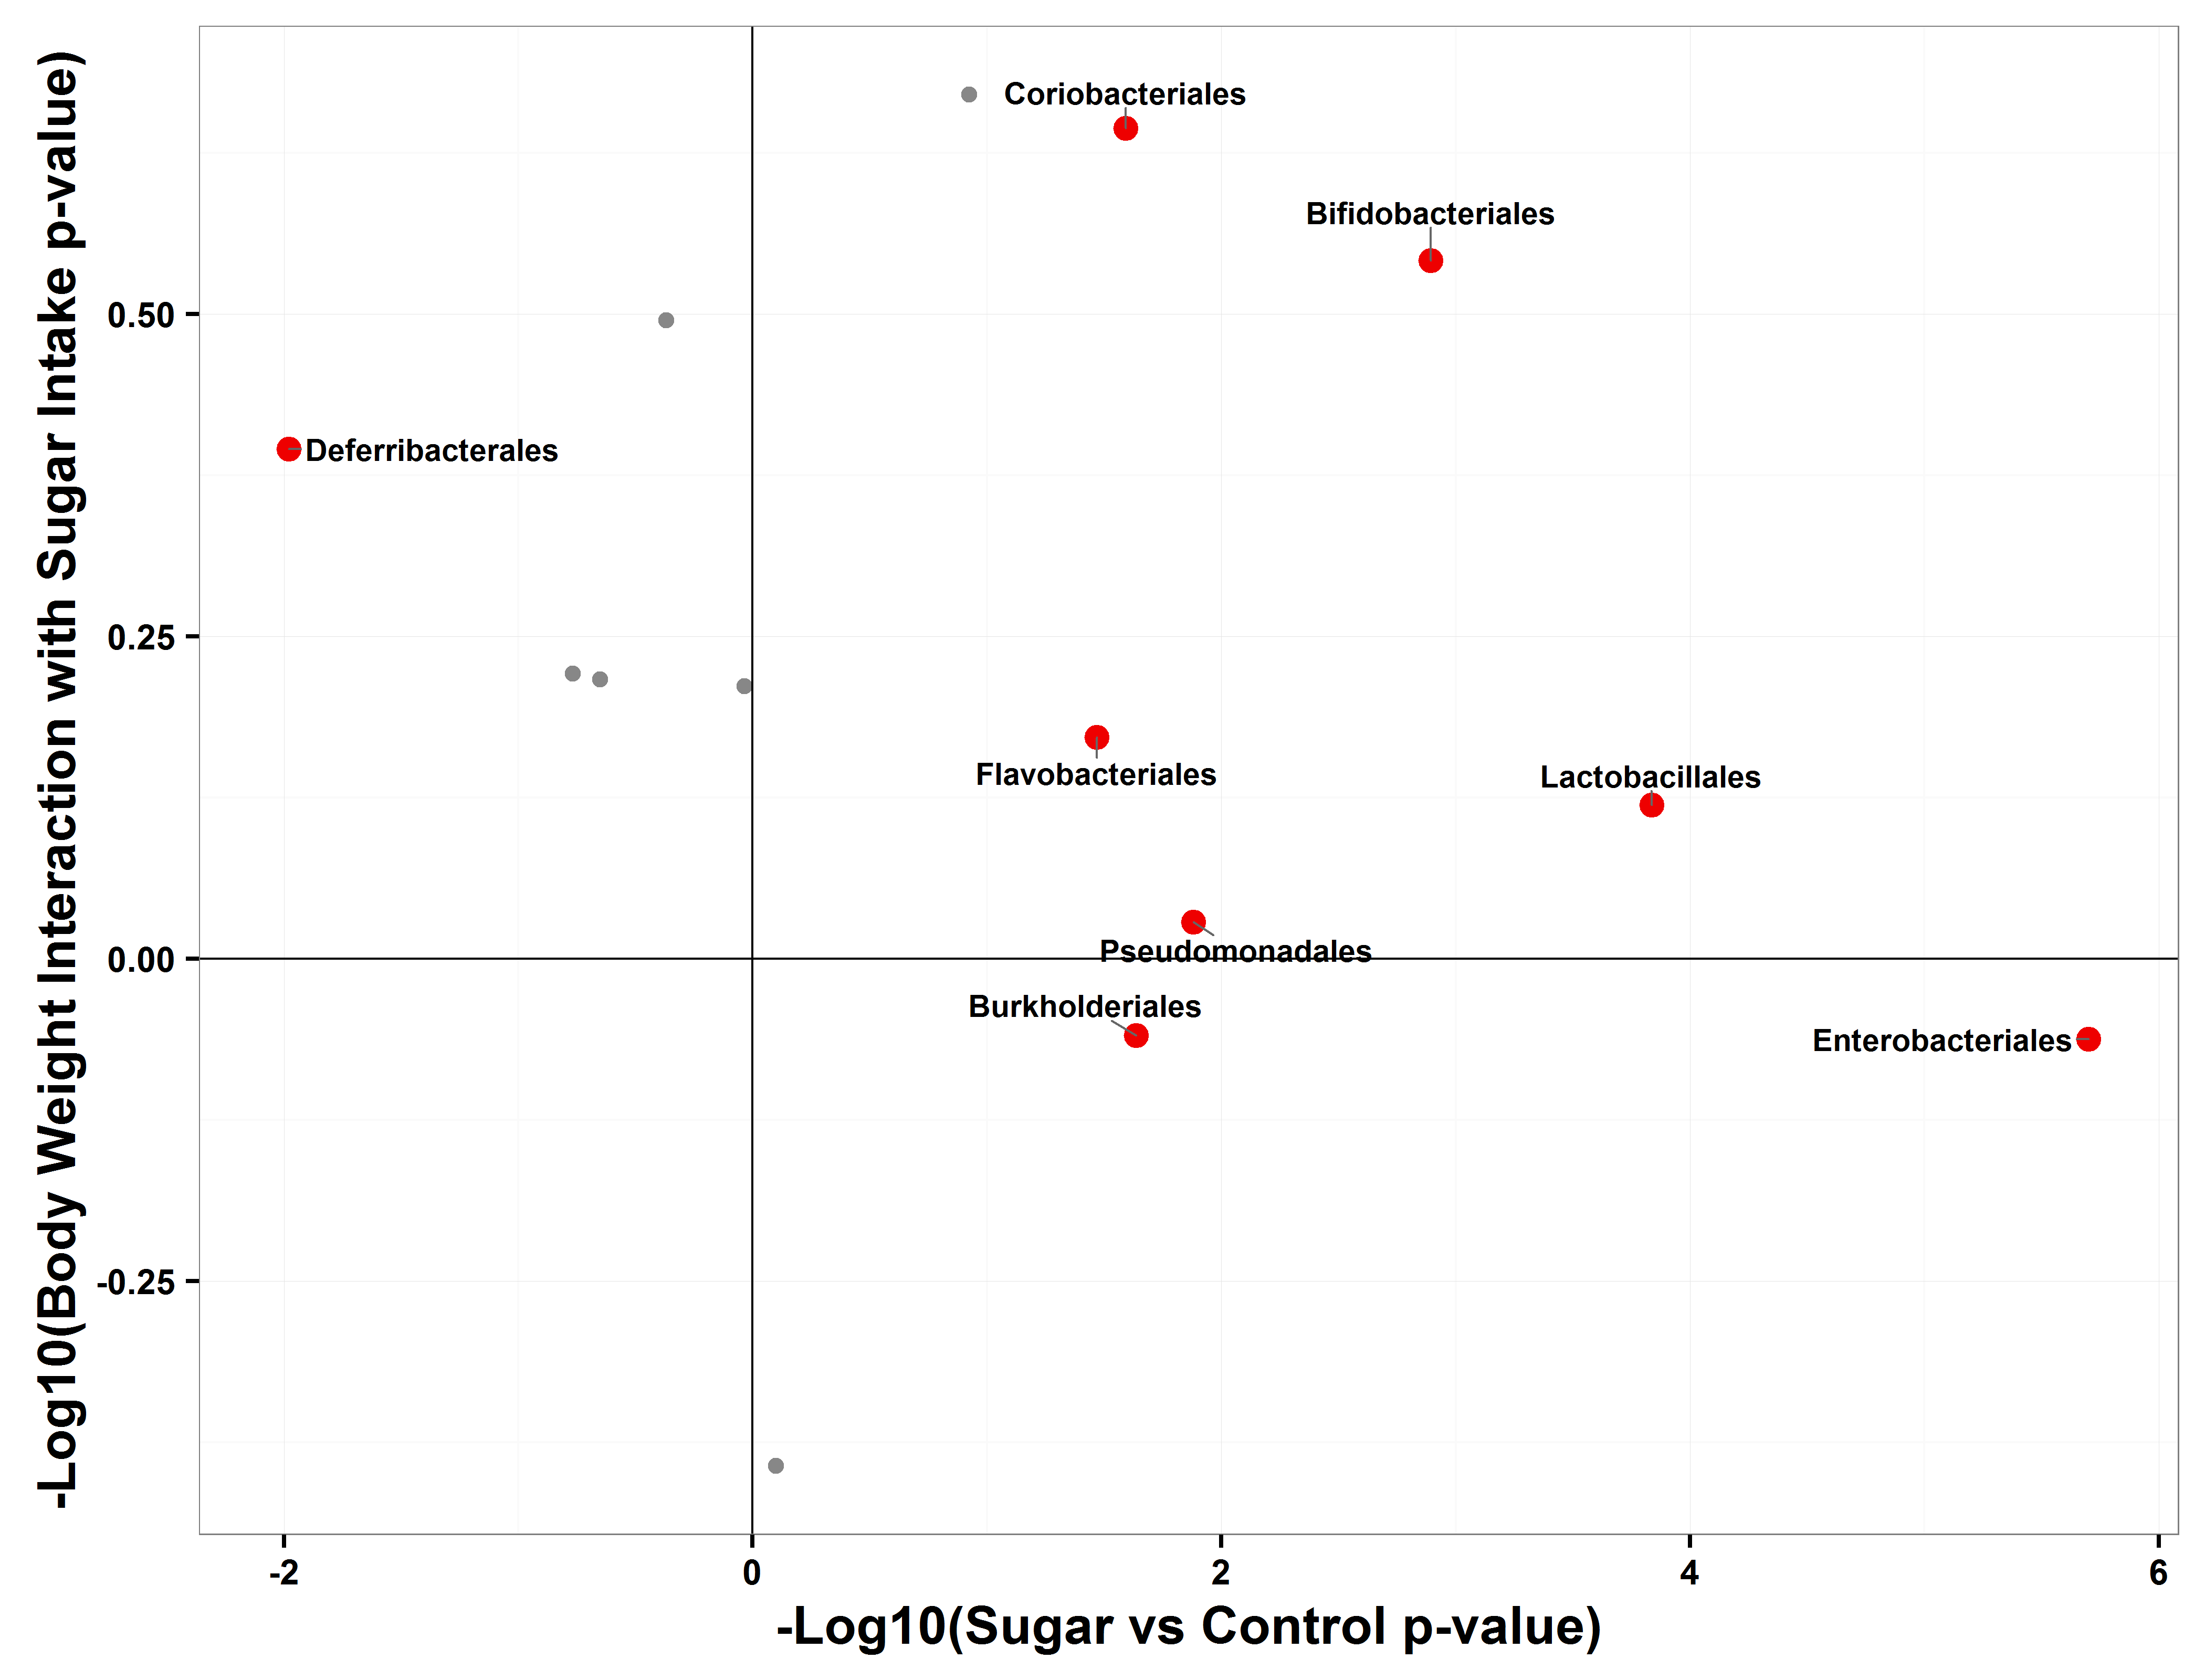 -Log10(Body Weight Interaction with Sugar Intake p-value)
Coriobacteriales
Bifidobacteriales
0.50
Deferribacterales
0.25
Flavobacteriales
Lactobacillales
Pseudomonadales
0.00
Burkholderiales
Enterobacteriales
-0.25
-2 0 2 4 6
-Log10(Sugar vs Control p-value)